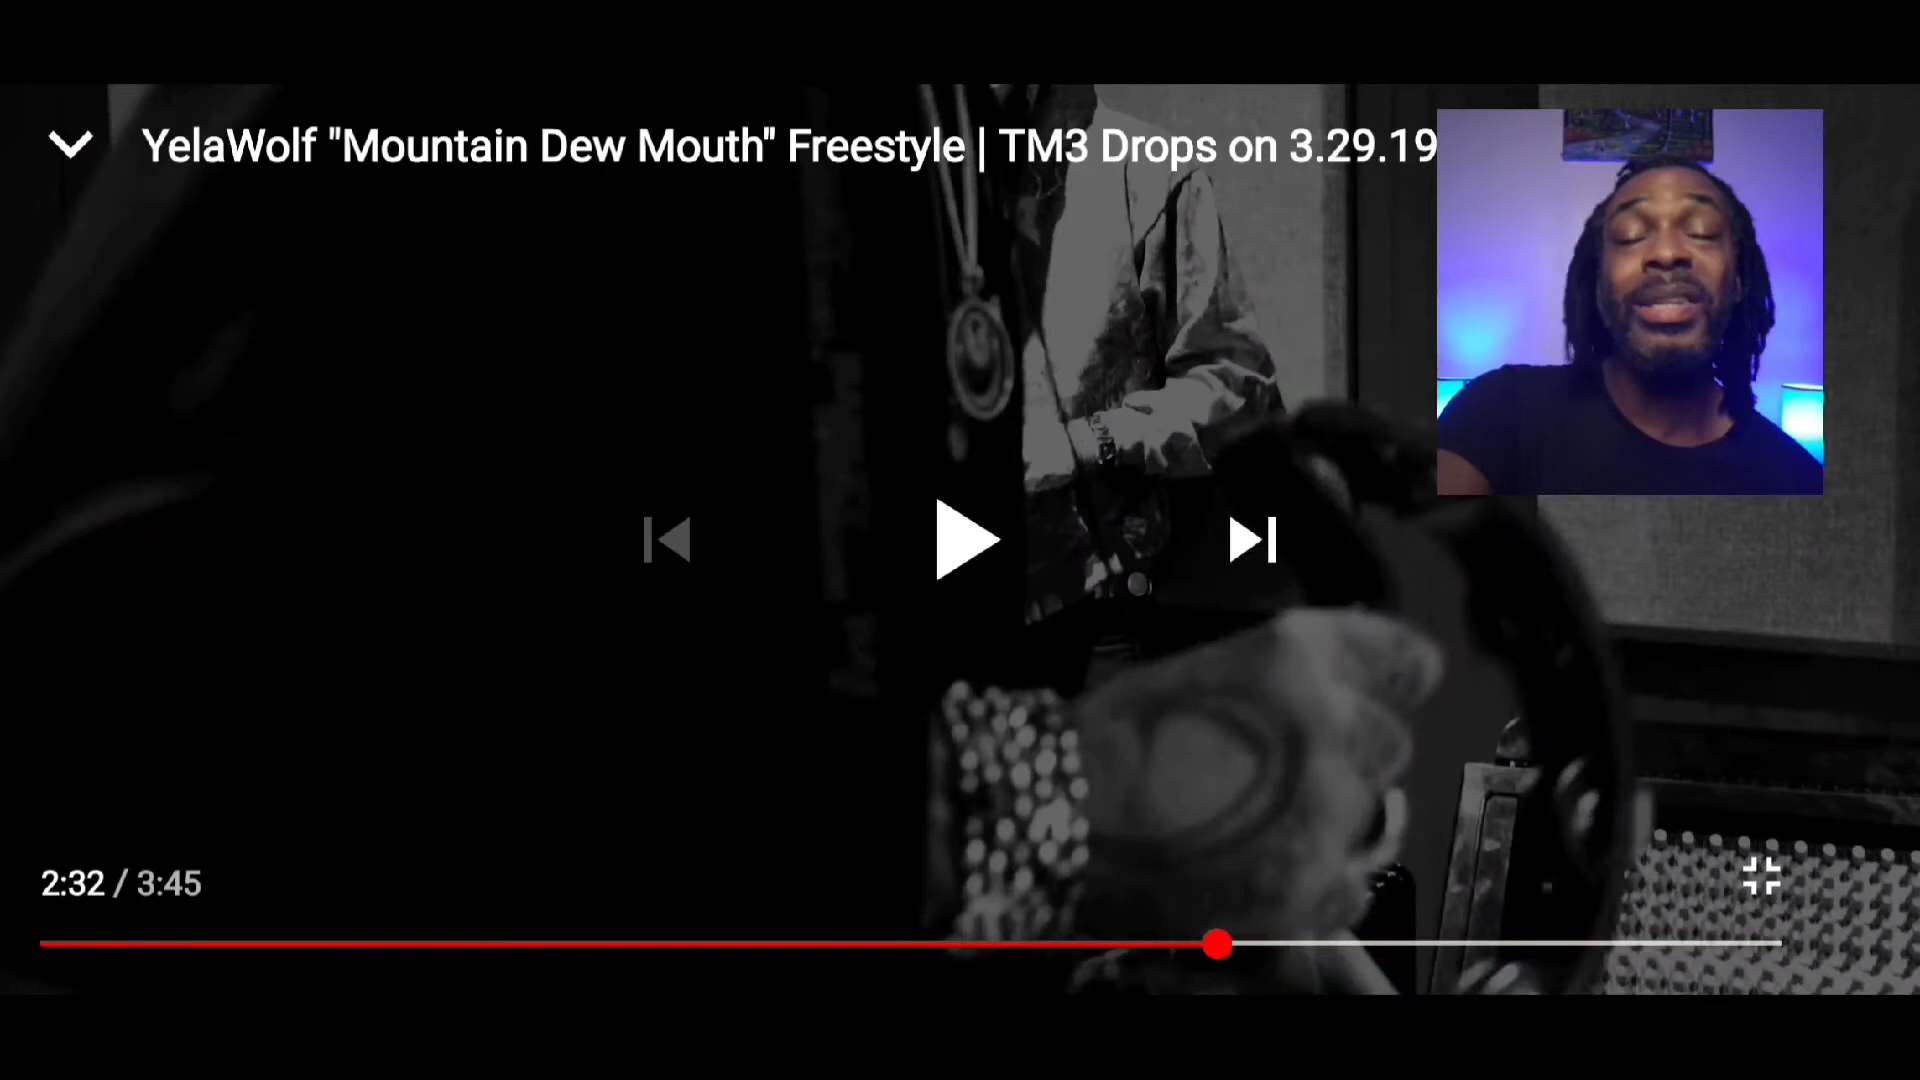 YelaWolf "Mountain Dew Mouth" Freestyle | TM3 Drops on 3.29.19
2:32 / 3:45